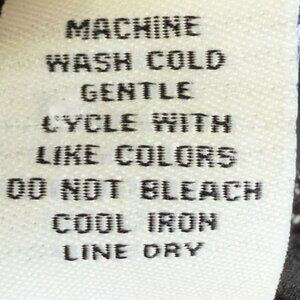 MACHINE
WASH COLD
GENTLE
CYCLE WITH
LIKE COLORS
DO NOT BLEACH
COOL IRON
LINE DRY